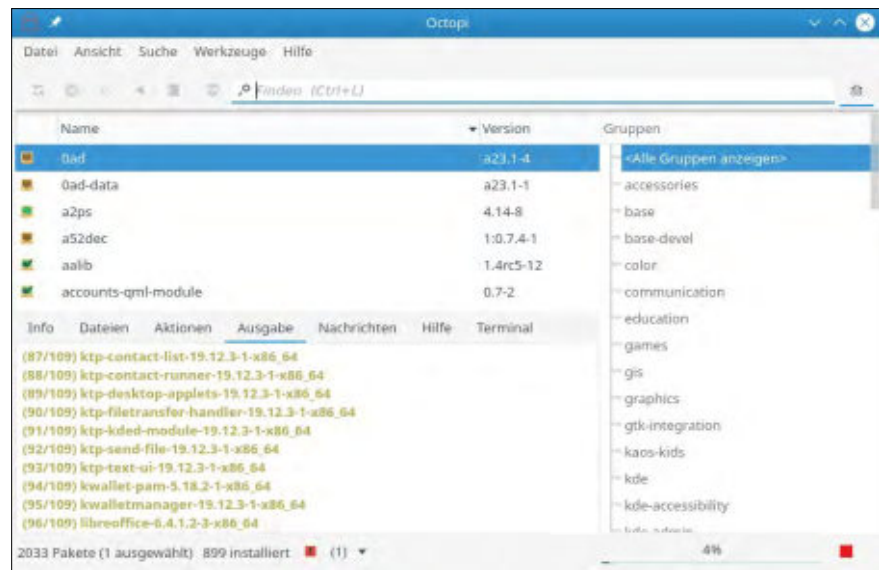 Octopi
Datei Ansicht Suche Werkzeuge Hilfe
Finden (Ctrl+L)
Name Version
0ad a23.1-4
0ad-data a23.1-1
a2ps 4.14-8
a52dec 1:0.7.4-1
aalib 1.4rc5-12
accounts-qml-module 0.7-2
Gruppen
<Alle Gruppen anzeigen>
accessories
base
base-devel
color
communication
education
games
gis
graphics
gtk-integration
kaos-kids
kde
kde-accessibility
kde-admin
Info Dateien Aktionen Ausgabe Nachrichten Hilfe Terminal
(87/109) ktp-contact-list-19.12.3-1-x86_64
(88/109) ktp-contact-runner-19.12.3-1-x86_64
(89/109) ktp-desktop-applets-19.12.3-1-x86_64
(90/109) ktp-filetransfer-handler-19.12.3-1-x86_64
(91/109) ktp-kded-module-19.12.3-1-x86_64
(92/109) ktp-send-file-19.12.3-1-x86_64
(93/109) ktp-text-ui-19.12.3-1-x86_64
(94/109) kwallet-pam-5.18.2-1-x86_64
(95/109) kwalletmanager-19.12.3-1-x86_64
(96/109) libreoffice-6.4.1.2-3-x86_64
2033 Pakete (1 ausgewählt) 899 installiert (1) 4%